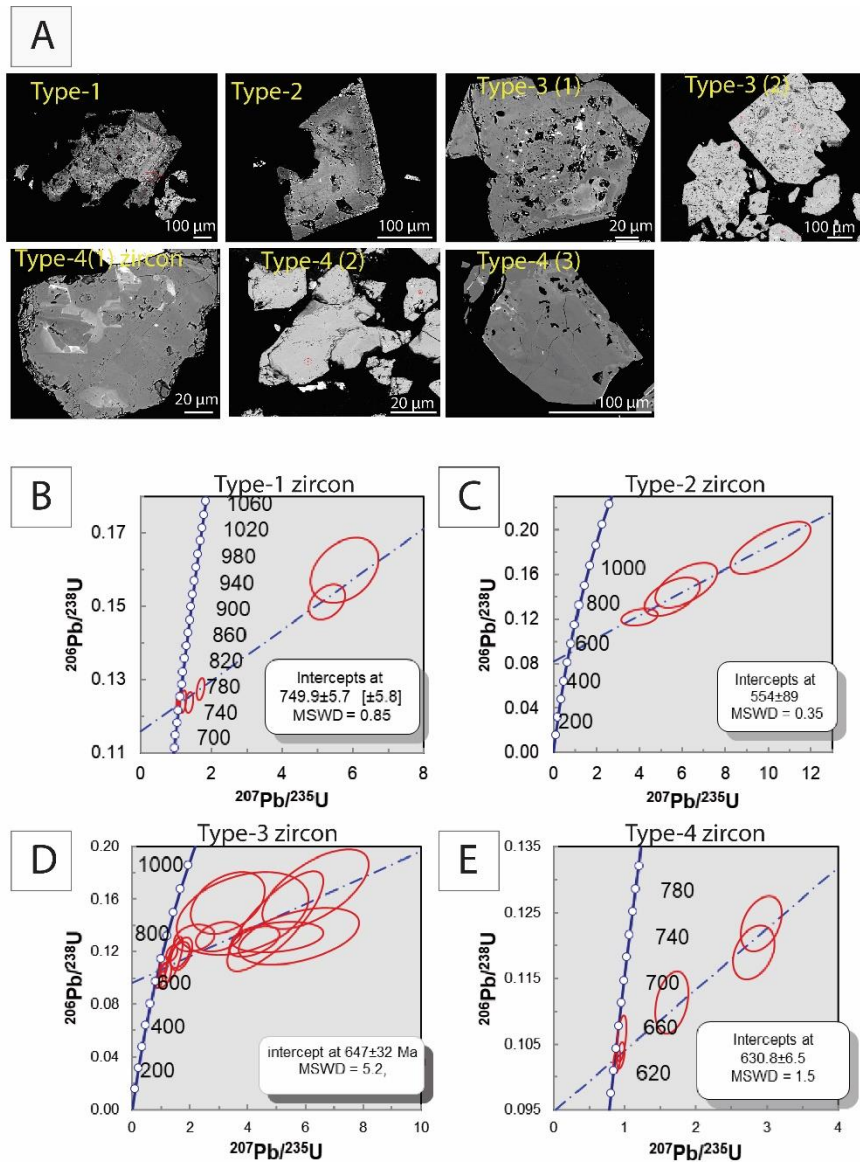 A
Type-1
Type-2
Type-3 (1)
Type-3 (2)
100 µm
100 µm
20 µm
100 µm
Type-4(1) zircon
Type-4 (2)
Type-4 (3)
20 µm
20 µm
100 µm
B
Type-1 zircon
206Pb/238U
0.17
0.15
0.13
0.11
1060
1020
980
940
900
860
820
780
740
700
Intercepts at
749.9±5.7 [±5.8]
MSWD = 0.85
0 2 4 6 8
207Pb/235U
C
Type-2 zircon
206Pb/238U
0.20
0.16
0.12
0.08
0.04
0.00
1000
800
600
400
200
Intercepts at
554±89
MSWD = 0.35
0 2 4 6 8 10 12
207Pb/235U
D
Type-3 zircon
206Pb/238U
0.20
0.16
0.12
0.08
0.04
0.00
1000
800
600
400
200
intercept at 647±32 Ma
MSWD = 5.2,
0 2 4 6 8 10
207Pb/235U
E
Type-4 zircon
206Pb/238U
0.135
0.125
0.115
0.105
0.095
780
740
700
660
620
Intercepts at
630.8±6.5
MSWD = 1.5
0 1 2 3 4
207Pb/235U